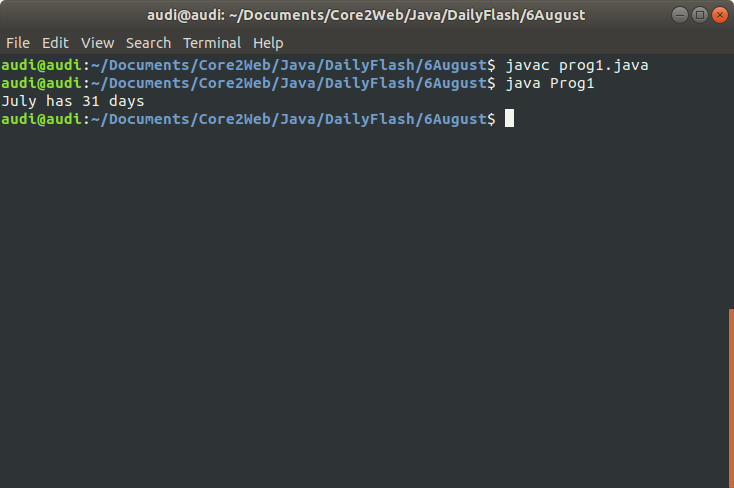 audi@audi: ~/Documents/Core2Web/Java/DailyFlash/6August
File Edit View Search Terminal Help
audi@audi:~/Documents/Core2Web/Java/DailyFlash/6August$ javac prog1.java
audi@audi:~/Documents/Core2Web/Java/DailyFlash/6August$ java Prog1
July has 31 days
audi@audi:~/Documents/Core2Web/Java/DailyFlash/6August$